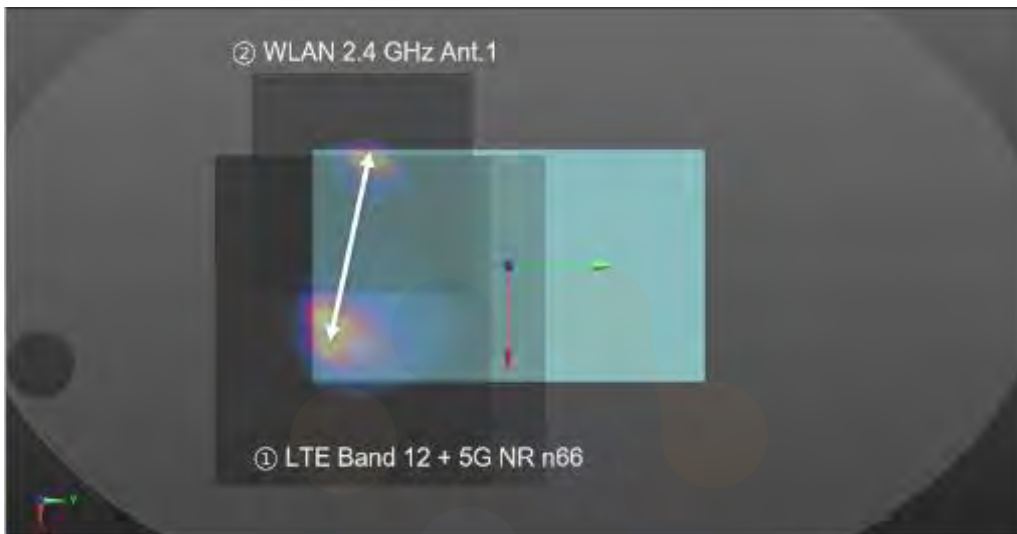 ② WLAN 2.4 GHz Ant.1
① LTE Band 12 + 5G NR n66
Y